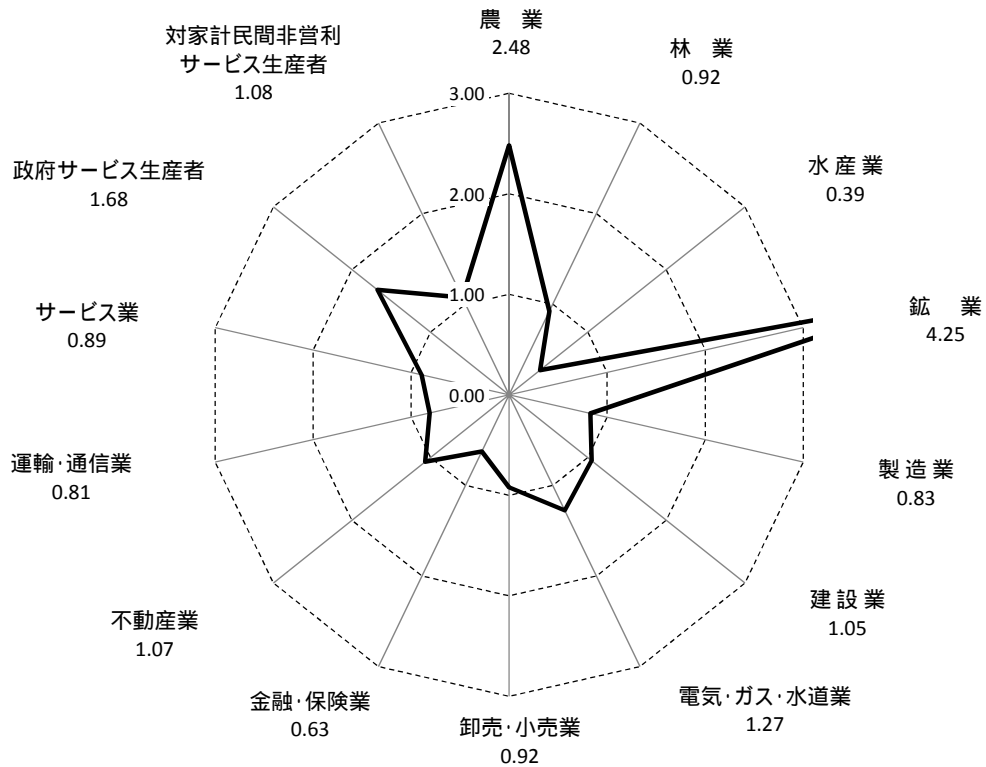 農　業
2.48
林　業
0.92
水 産 業
0.39
鉱　業
4.25
製 造 業
0.83
建 設 業
1.05
電気･ガス･水道業
1.27
卸売･小売業
0.92
金融･保険業
0.63
不動産業
1.07
運輸･通信業
0.81
サービス業
0.89
政府サービス生産者
1.68
対家計民間非営利
サービス生産者
1.08
3.00
2.00
1.00
0.00